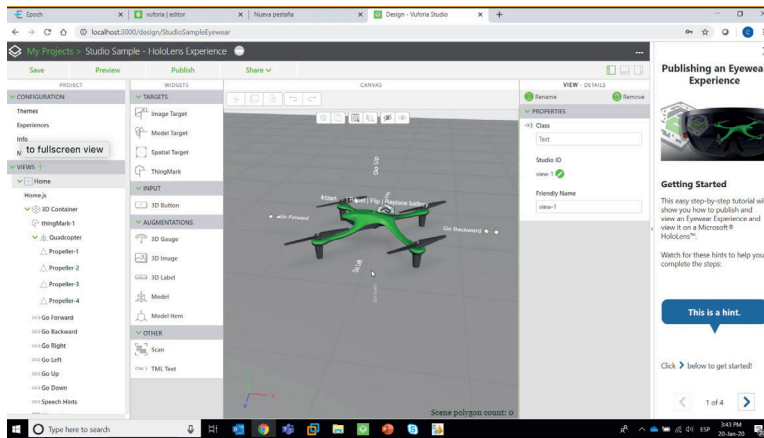 Epoch
vuforia | editor
Nueva pestaña
Design - Vuforia Studio
localhost:3000/design/StudioSampleEyewear
My Projects > Studio Sample - HoloLens Experience
Save
Preview
Publish
Share
PROJECT
CONFIGURATION
Themes
Experiences
Info
to fullscreen view
VIEWS
Home
Home.js
3D Container
thingMark-1
Quadcopter
Propeller-1
Propeller-2
Propeller-3
Propeller-4
Go Forward
Go Backward
Go Right
Go Left
Go Up
Go Down
Speech Hints
WIDGETS
TARGETS
Image Target
Model Target
Spatial Target
ThingMark
INPUT
3D Button
AUGMENTATIONS
3D Gauge
3D Image
3D Label
Model
Model Item
OTHER
Scan
TML Text
CANVAS
Go Up
Flip | Replace battery
Go Forward
Go Backward
Go Left
Scene polygon count: 0
VIEW - DETAILS
Rename
Remove
PROPERTIES
Class
Text
Studio ID
view-1
Friendly Name
view-1
Publishing an Eyewear
Experience
Getting Started
This easy step-by-step tutorial wi
show you how to publish and
view an Eyewear Experience and
view it on a Microsoft®
HoloLens™.
Watch for these hints to help you
complete the steps:
This is a hint.
Click > below to get started!
1 of 4
Type here to search
ESP
3:43 PM
20-Jan-20